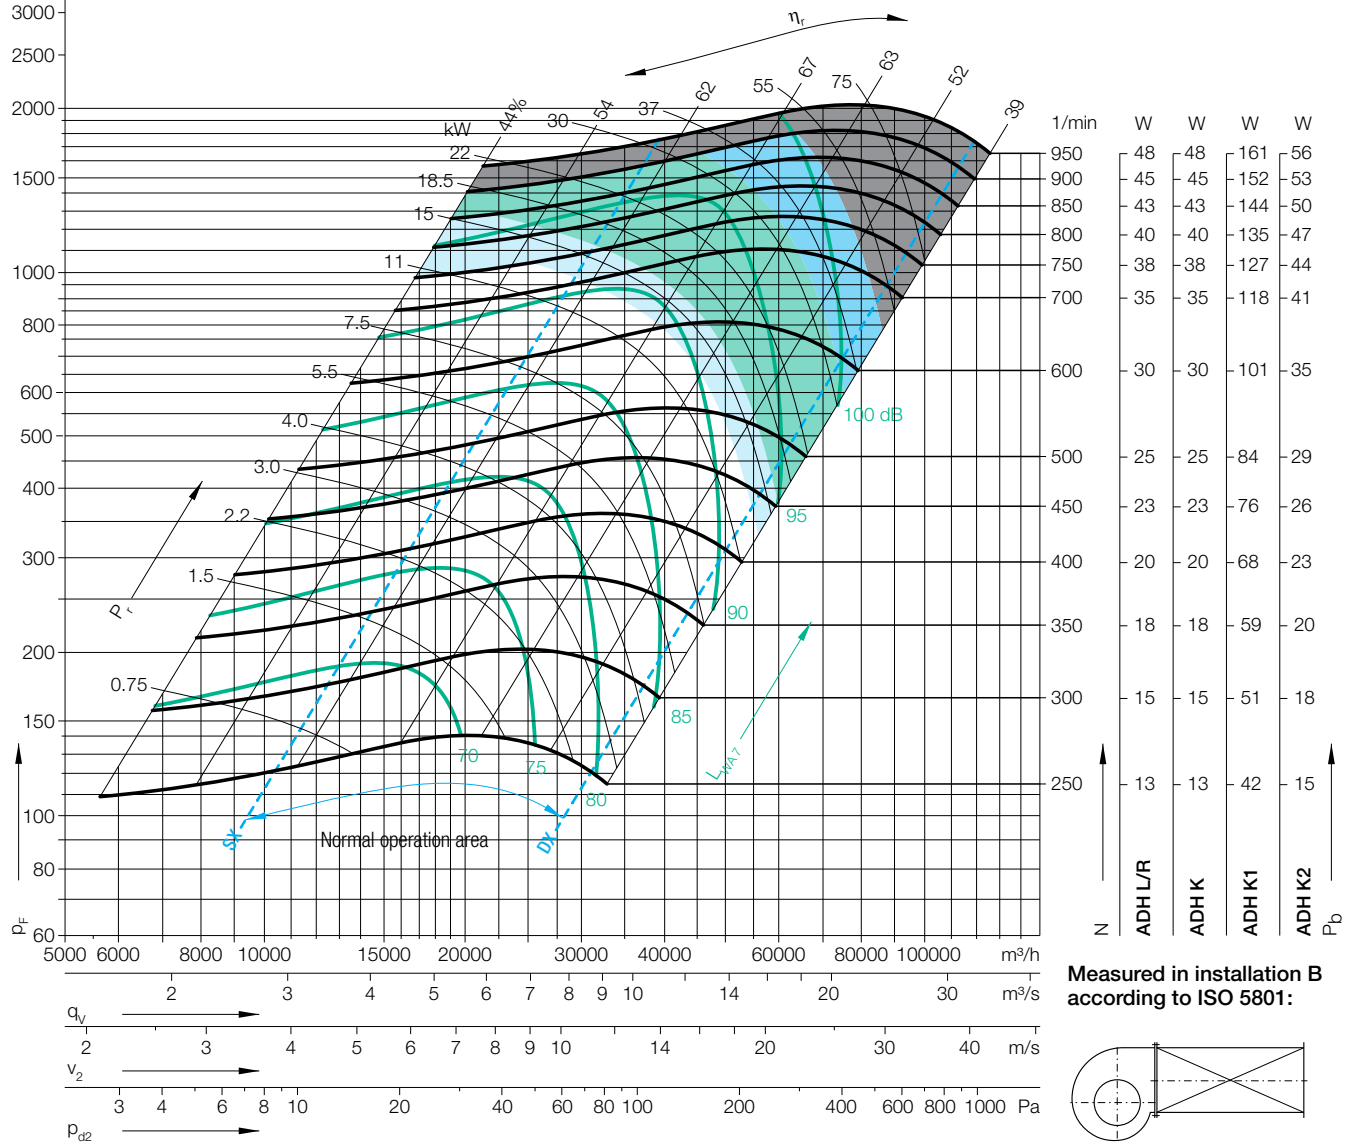 3000
2500
2000
1500
1000
800
600
500
400
300
200
150
100
80
60
p_F
η_r
kW
44%
54
62
67
63
52
39
22
30
37
55
75
18.5
15
11
7.5
5.5
4.0
3.0
2.2
1.5
0.75
P_r
100 dB
95
90
85
80
75
70
L_WA7
SX
DX
Normal operation area
1/min W W W W
950 48 48 161 56
900 45 45 152 53
850 43 43 144 50
800 40 40 135 47
750 38 38 127 44
700 35 35 118 41
600 30 30 101 35
500 25 25 84 29
450 23 23 76 26
400 20 20 68 23
350 18 18 59 20
300 15 15 51 18
250 13 13 42 15
N ADH L/R ADH K ADH K1 ADH K2 P_b
5000 6000 8000 10000 15000 20000 30000 40000 60000 80000 100000 m³/h
2 3 4 5 6 7 8 9 10 14 20 30 m³/s
q_V
2 3 4 5 6 7 8 9 10 14 20 30 40 m/s
v_2
3 4 6 8 10 20 40 60 80 100 200 400 600 800 1000 Pa
p_d2
Measured in installation B
according to ISO 5801: